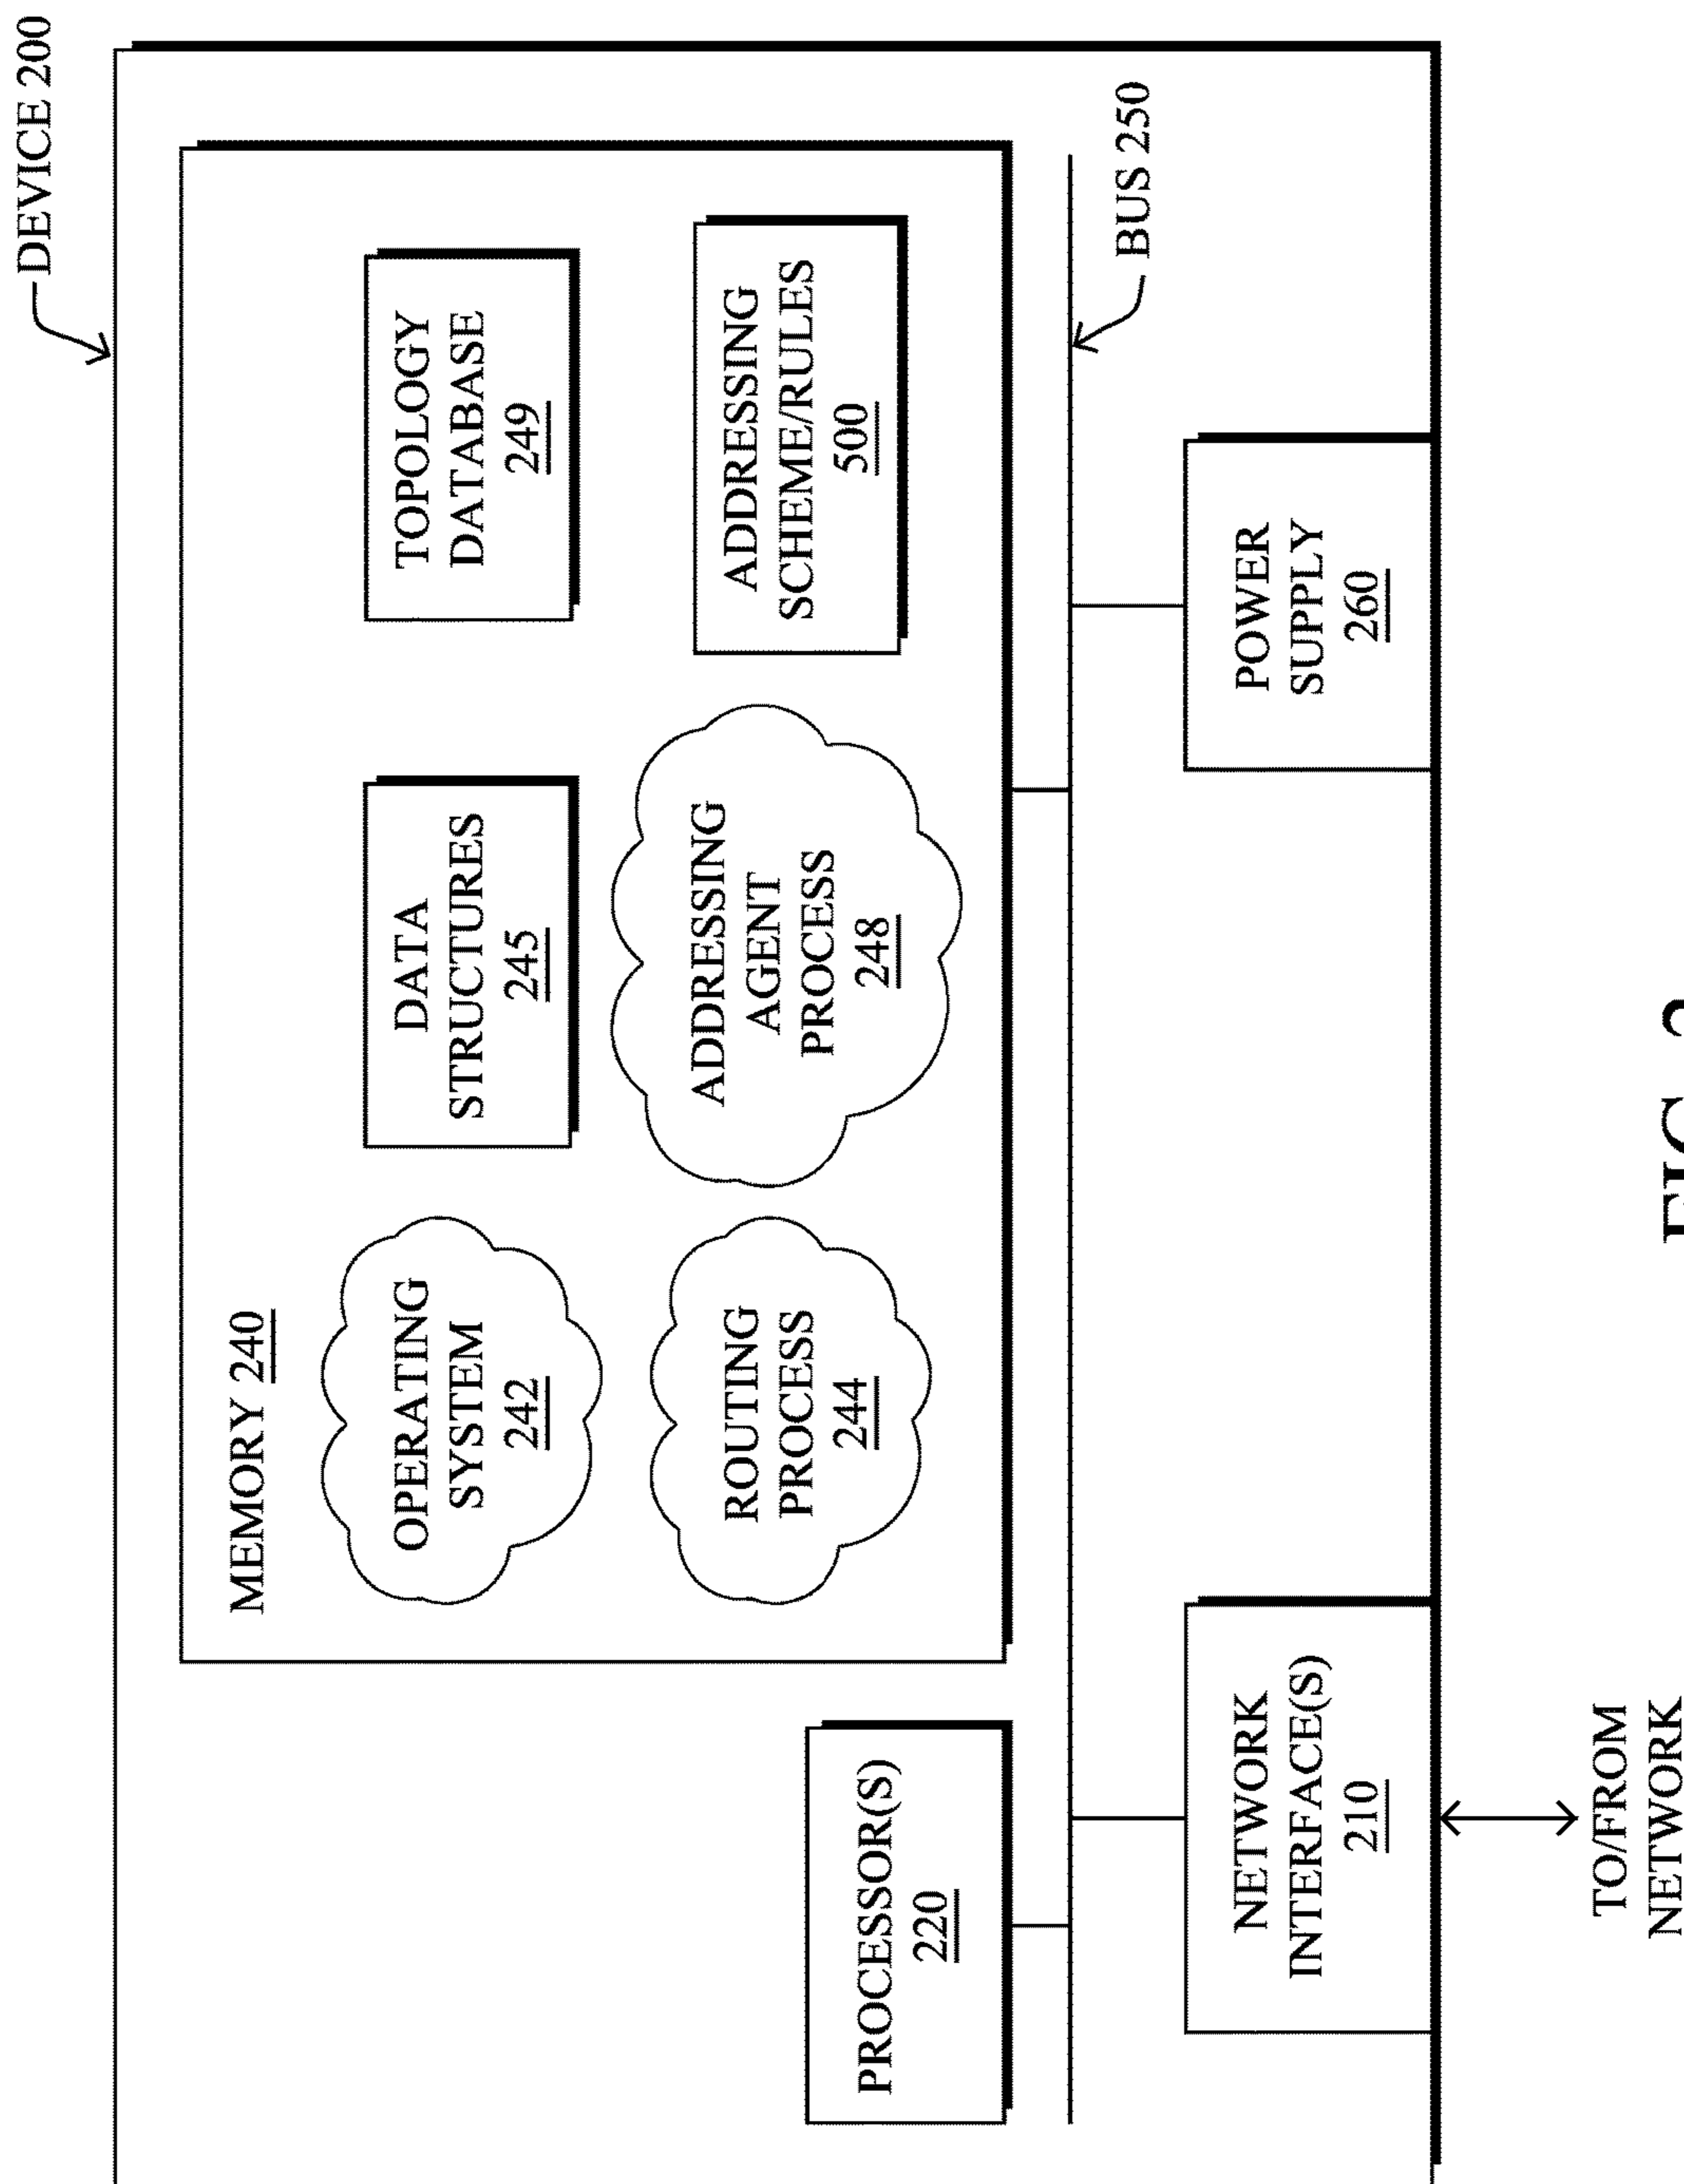 DEVICE 200
MEMORY 240
OPERATING
SYSTEM
242
DATA
STRUCTURES
245
TOPOLOGY
DATABASE
249
ROUTING
PROCESS
244
ADDRESSING
AGENT
PROCESS
248
ADDRESSING
SCHEME/RULES
500
PROCESSOR(S)
220
BUS 250
NETWORK
INTERFACE(S)
210
POWER
SUPPLY
260
TO/FROM
NETWORK